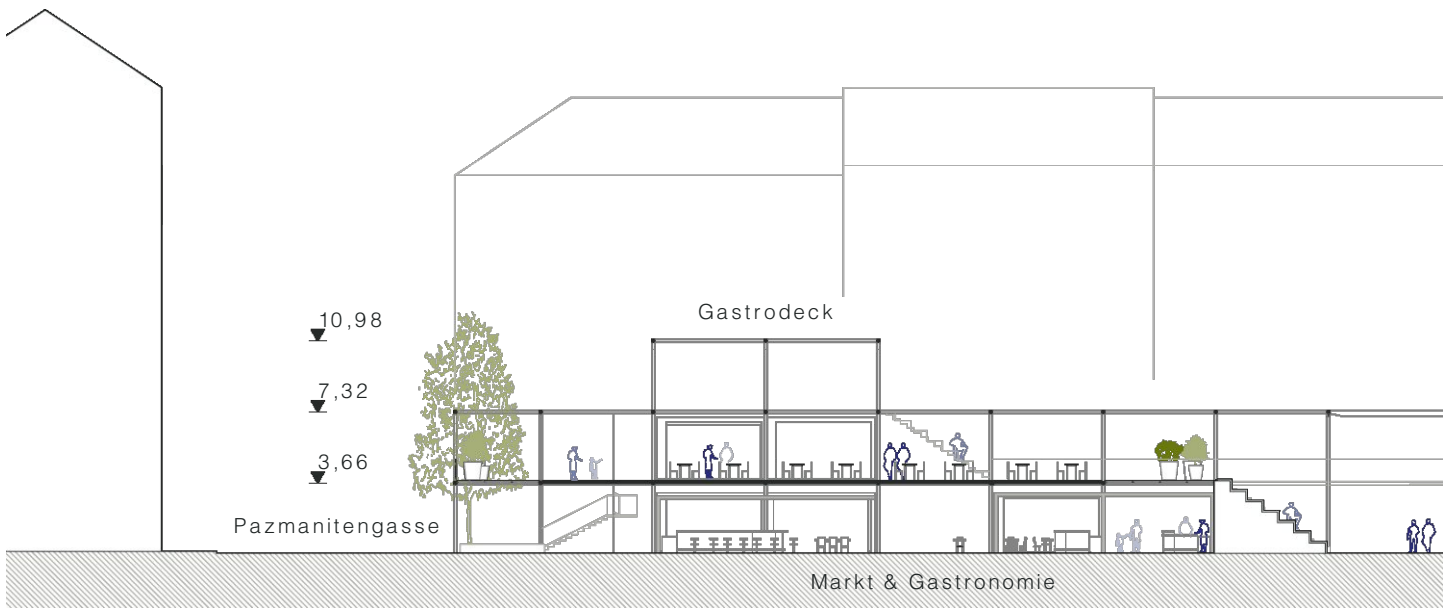 Gastrodeck
10,98
7,32
3,66
Pazmanitengasse
Markt & Gastronomie